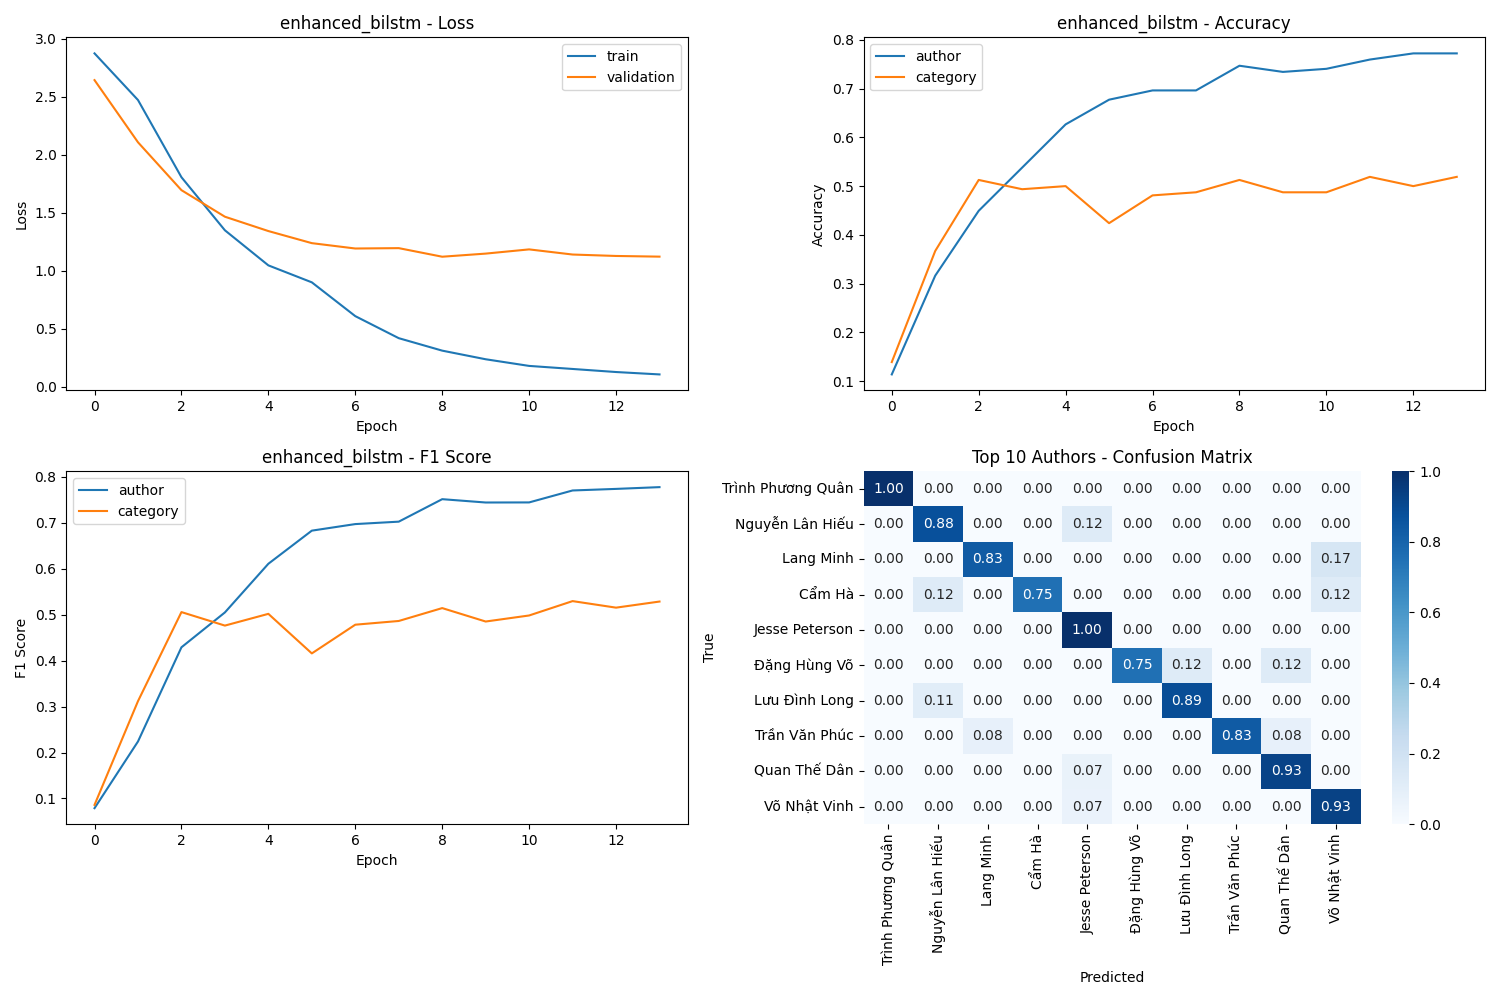 enhanced_bilstm - Loss
3.0
2.5
2.0
1.5
1.0
0.5
0.0
Loss
train
validation
0 2 4 6 8 10 12
Epoch
enhanced_bilstm - Accuracy
0.8
0.7
0.6
0.5
0.4
0.3
0.2
0.1
Accuracy
author
category
0 2 4 6 8 10 12
Epoch
enhanced_bilstm - F1 Score
0.8
0.7
0.6
0.5
0.4
0.3
0.2
0.1
F1 Score
author
category
0 2 4 6 8 10 12
Epoch
Top 10 Authors - Confusion Matrix
True
Trình Phương Quân 1.00 0.00 0.00 0.00 0.00 0.00 0.00 0.00 0.00 0.00
Nguyễn Lân Hiếu 0.00 0.88 0.00 0.00 0.12 0.00 0.00 0.00 0.00 0.00
Lang Minh 0.00 0.00 0.83 0.00 0.00 0.00 0.00 0.00 0.00 0.17
Cẩm Hà 0.00 0.12 0.00 0.75 0.00 0.00 0.00 0.00 0.00 0.12
Jesse Peterson 0.00 0.00 0.00 0.00 1.00 0.00 0.00 0.00 0.00 0.00
Đặng Hùng Võ 0.00 0.00 0.00 0.00 0.00 0.75 0.12 0.00 0.12 0.00
Lưu Đình Long 0.00 0.11 0.00 0.00 0.00 0.00 0.89 0.00 0.00 0.00
Trần Văn Phúc 0.00 0.00 0.08 0.00 0.00 0.00 0.00 0.83 0.08 0.00
Quan Thế Dân 0.00 0.00 0.00 0.00 0.07 0.00 0.00 0.00 0.93 0.00
Võ Nhật Vinh 0.00 0.00 0.00 0.00 0.07 0.00 0.00 0.00 0.00 0.93
Trình Phương Quân
Nguyễn Lân Hiếu
Lang Minh
Cẩm Hà
Jesse Peterson
Đặng Hùng Võ
Lưu Đình Long
Trần Văn Phúc
Quan Thế Dân
Võ Nhật Vinh
Predicted
1.0
0.8
0.6
0.4
0.2
0.0